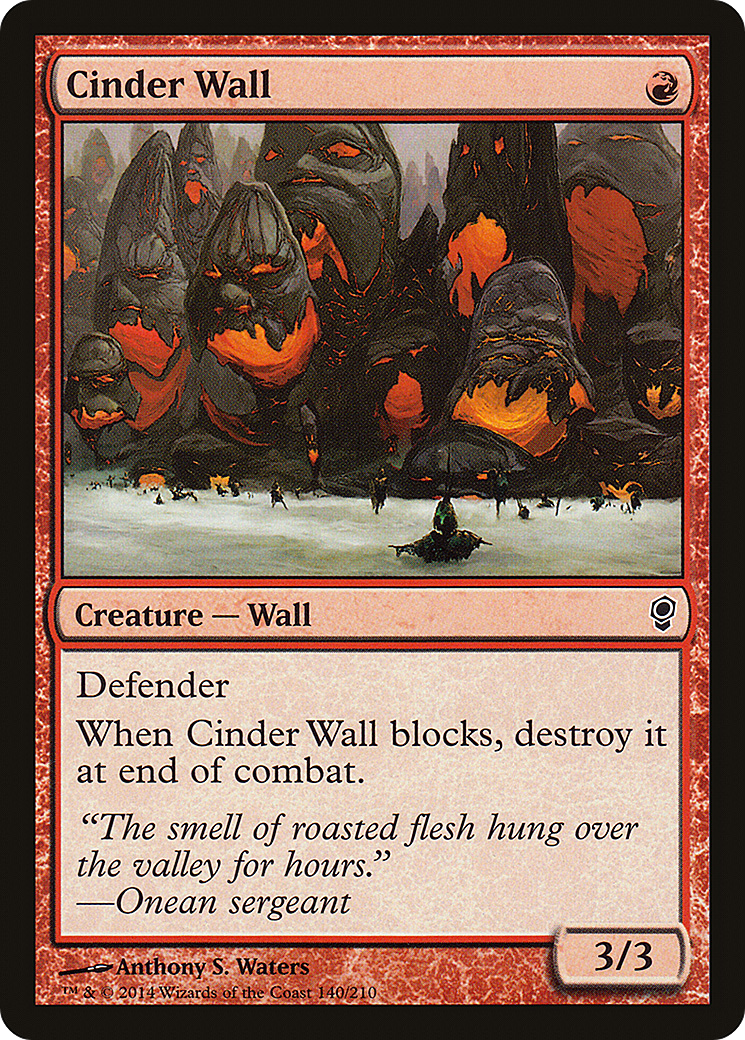 Cinder Wall
Creature — Wall
Defender
When Cinder Wall blocks, destroy it
at end of combat.
“The smell of roasted flesh hung over
the valley for hours.”
—Onean sergeant
3/3
Anthony S. Waters
™ & © 2014 Wizards of the Coast 140/210